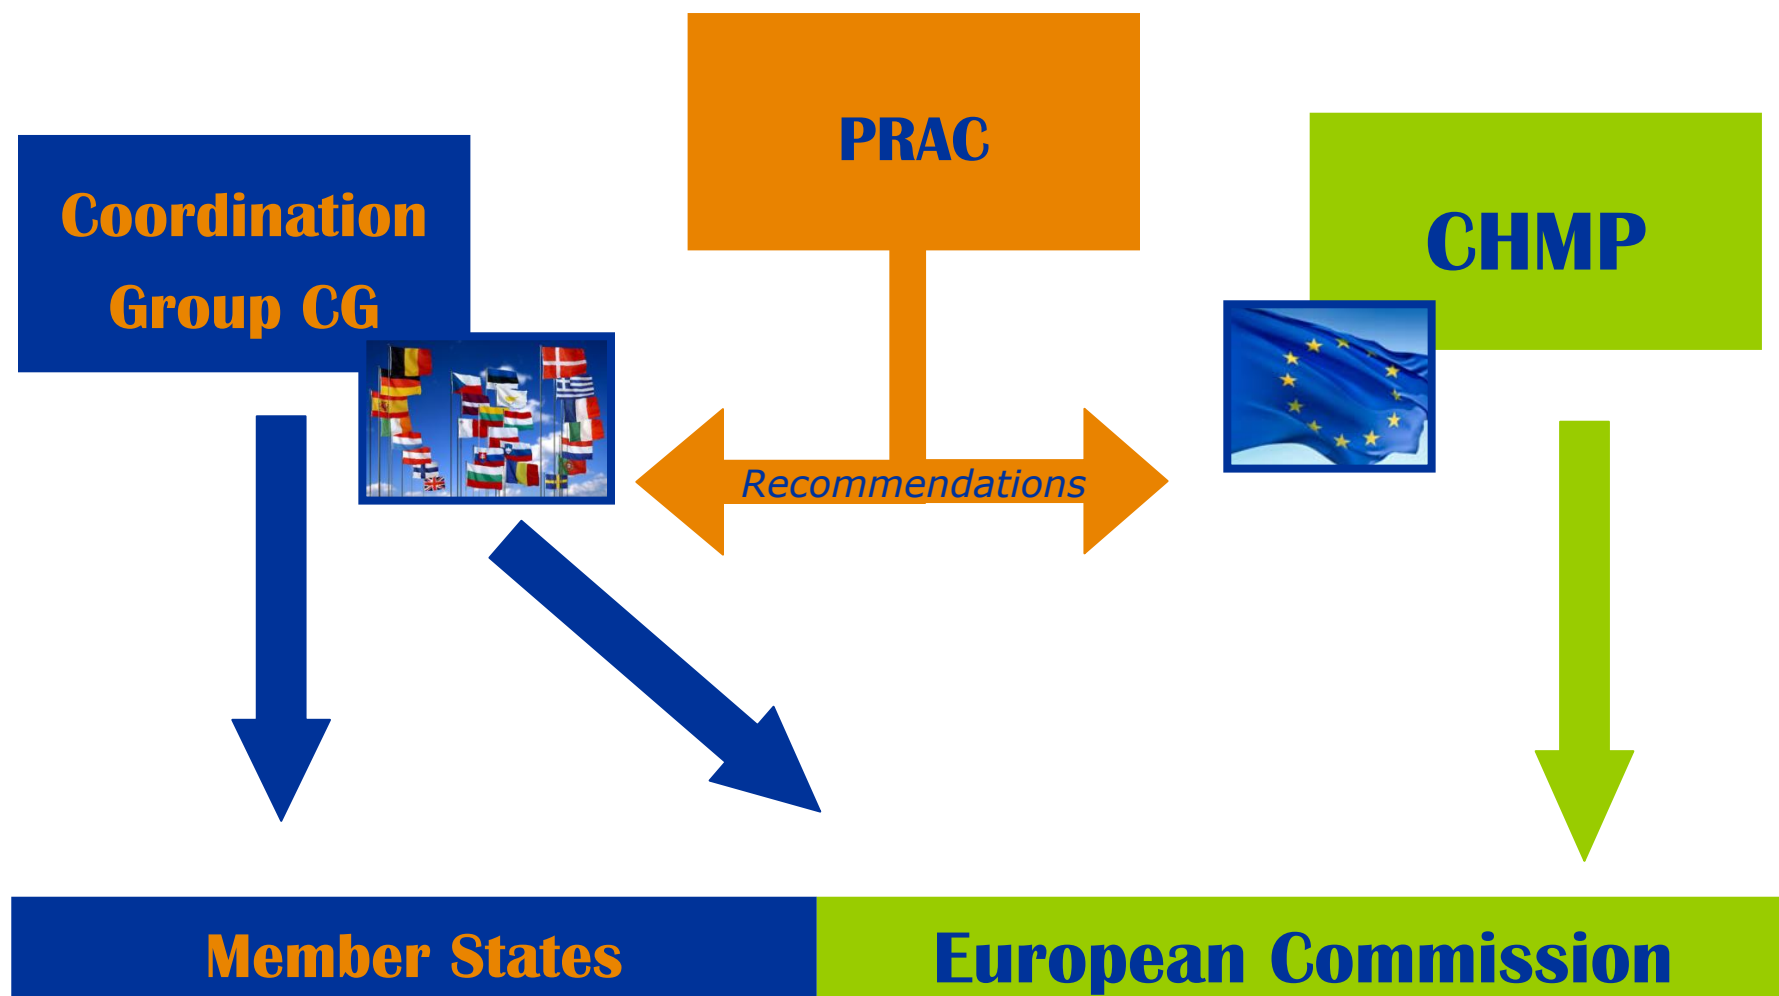 PRAC
Coordination
Group CG
CHMP
Recommendations
Member States
European Commission